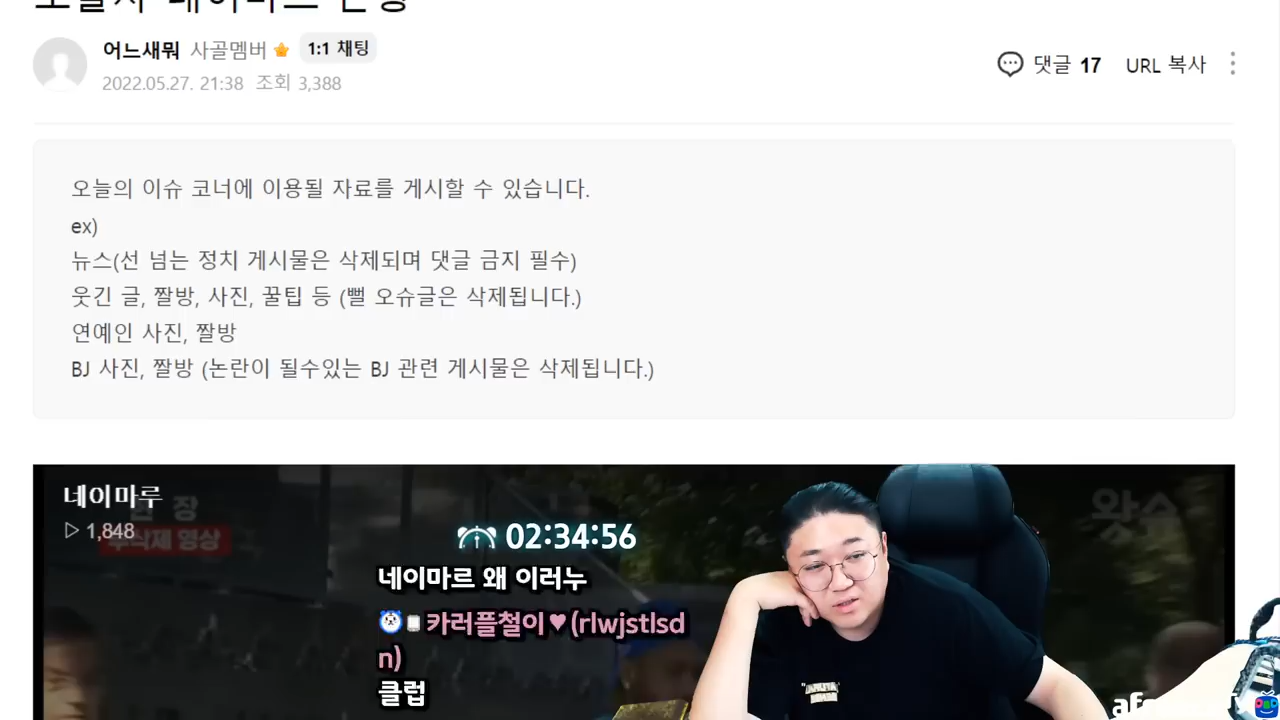 어느새뭐 사골멤버 1:1 채팅
2022.05.27. 21:38 조회 3,388
댓글 17 URL 복사
오늘의 이슈 코너에 이용될 자료를 게시할 수 있습니다.
ex)
뉴스(선 넘는 정치 게시물은 삭제되며 댓글 금지 필수)
웃긴 글, 짤방, 사진, 꿀팁 등 (뻘 오슈글은 삭제됩니다.)
연예인 사진, 짤방
BJ 사진, 짤방 (논란이 될수있는 BJ 관련 게시물은 삭제됩니다.)
네이마루
1,848
02:34:56
네이마르 왜 이러누
카러플철이♥(rlwjstlsd
n)
클럽
왓슈